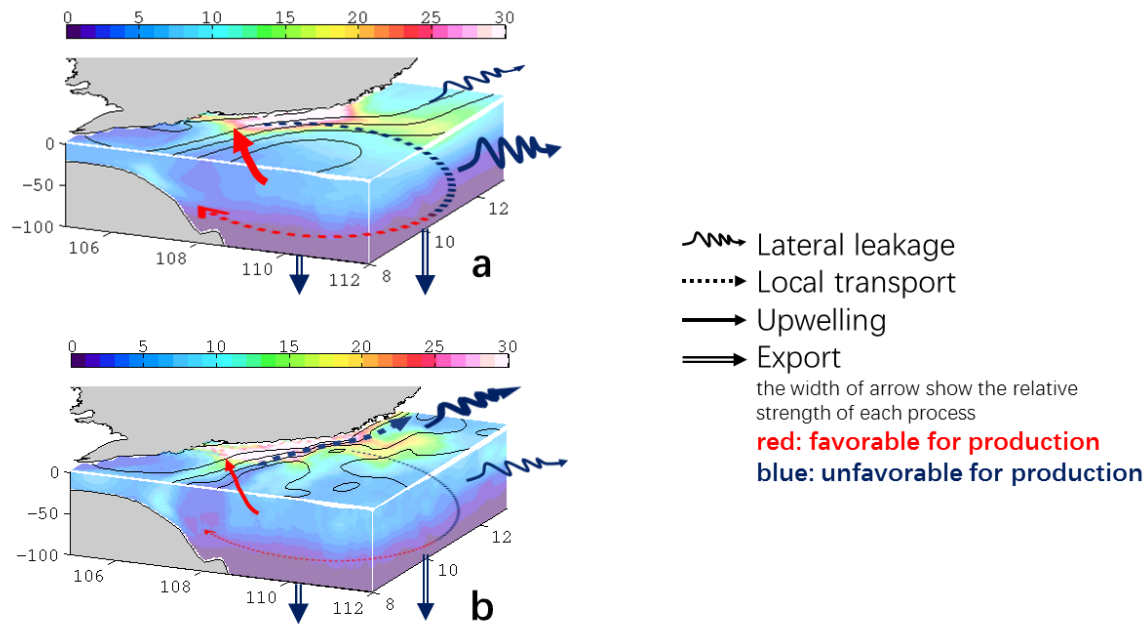 0 5 10 15 20 25 30
0
−50
−100
106
108
110
112
8
10
12
a
0 5 10 15 20 25 30
0
−50
−100
106
108
110
112
8
10
12
b
Lateral leakage
Local transport
Upwelling
Export
the width of arrow show the relative
strength of each process
red: favorable for production
blue: unfavorable for production